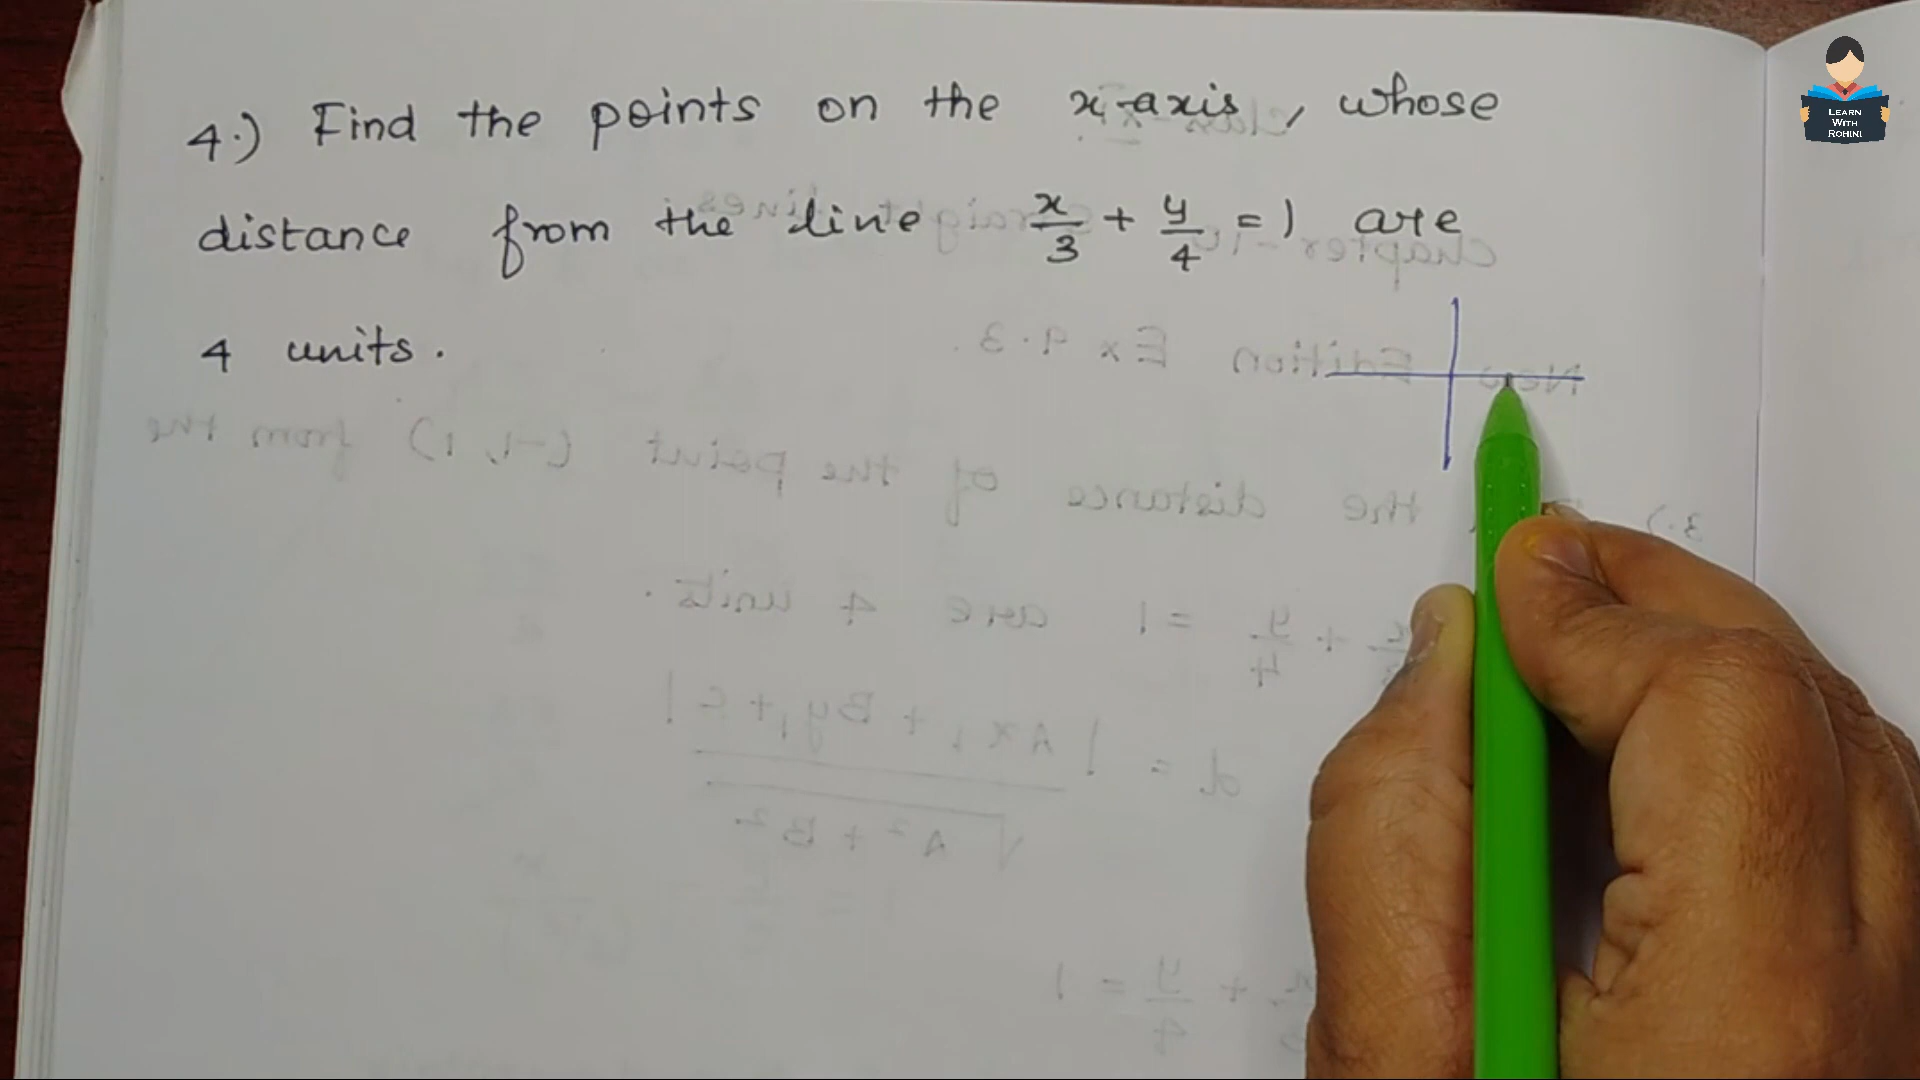 4.) Find the points on the x-axis, whose
distance from the line x/3 + y/4 = 1 are
4 units.
LEARN
WITH
ROHINI